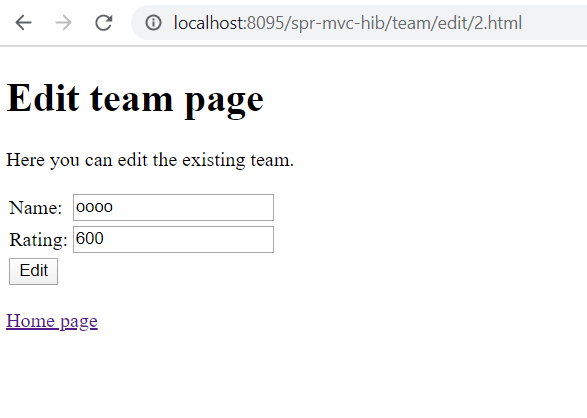 localhost:8095/spr-mvc-hib/team/edit/2.html
Edit team page
Here you can edit the existing team.
Name: oooo
Rating: 600
Edit
Home page